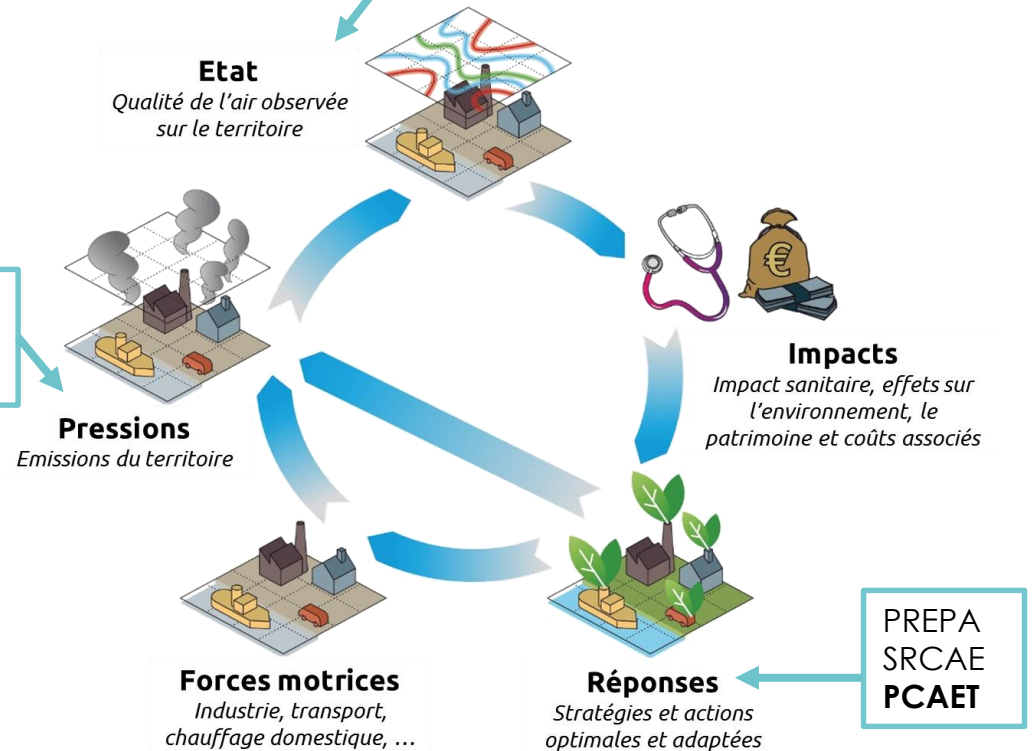 Etat
Qualité de l'air observée
sur le territoire
€
Impacts
Impact sanitaire, effets sur
l'environnement, le
patrimoine et coûts associés
Pressions
Emissions du territoire
Forces motrices
Industrie, transport,
chauffage domestique, …
Réponses
Stratégies et actions
optimales et adaptées
PREPA
SRCAE
PCAET